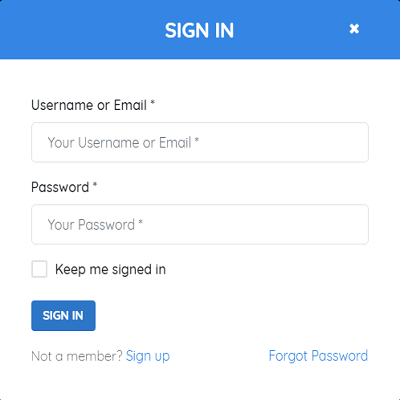 SIGN IN ✖
Username or Email *
Your Username or Email *
Password *
Your Password *
Keep me signed in
SIGN IN
Not a member? Sign up Forgot Password